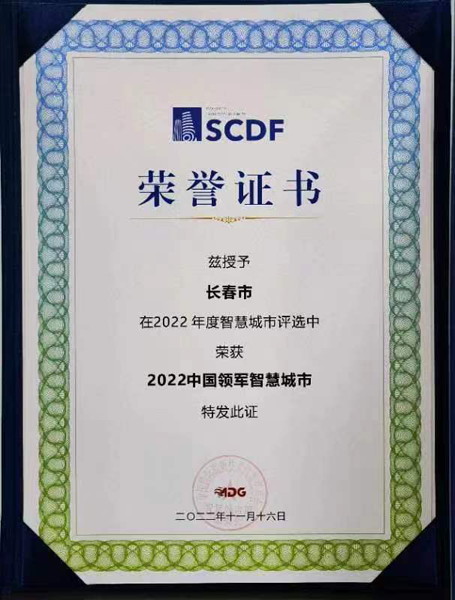 SCDF
荣誉证书
兹授予
长春市
在2022年度智慧城市评选中
荣获
2022中国领军智慧城市
特发此证
ADG
二〇二二年十一月十六日